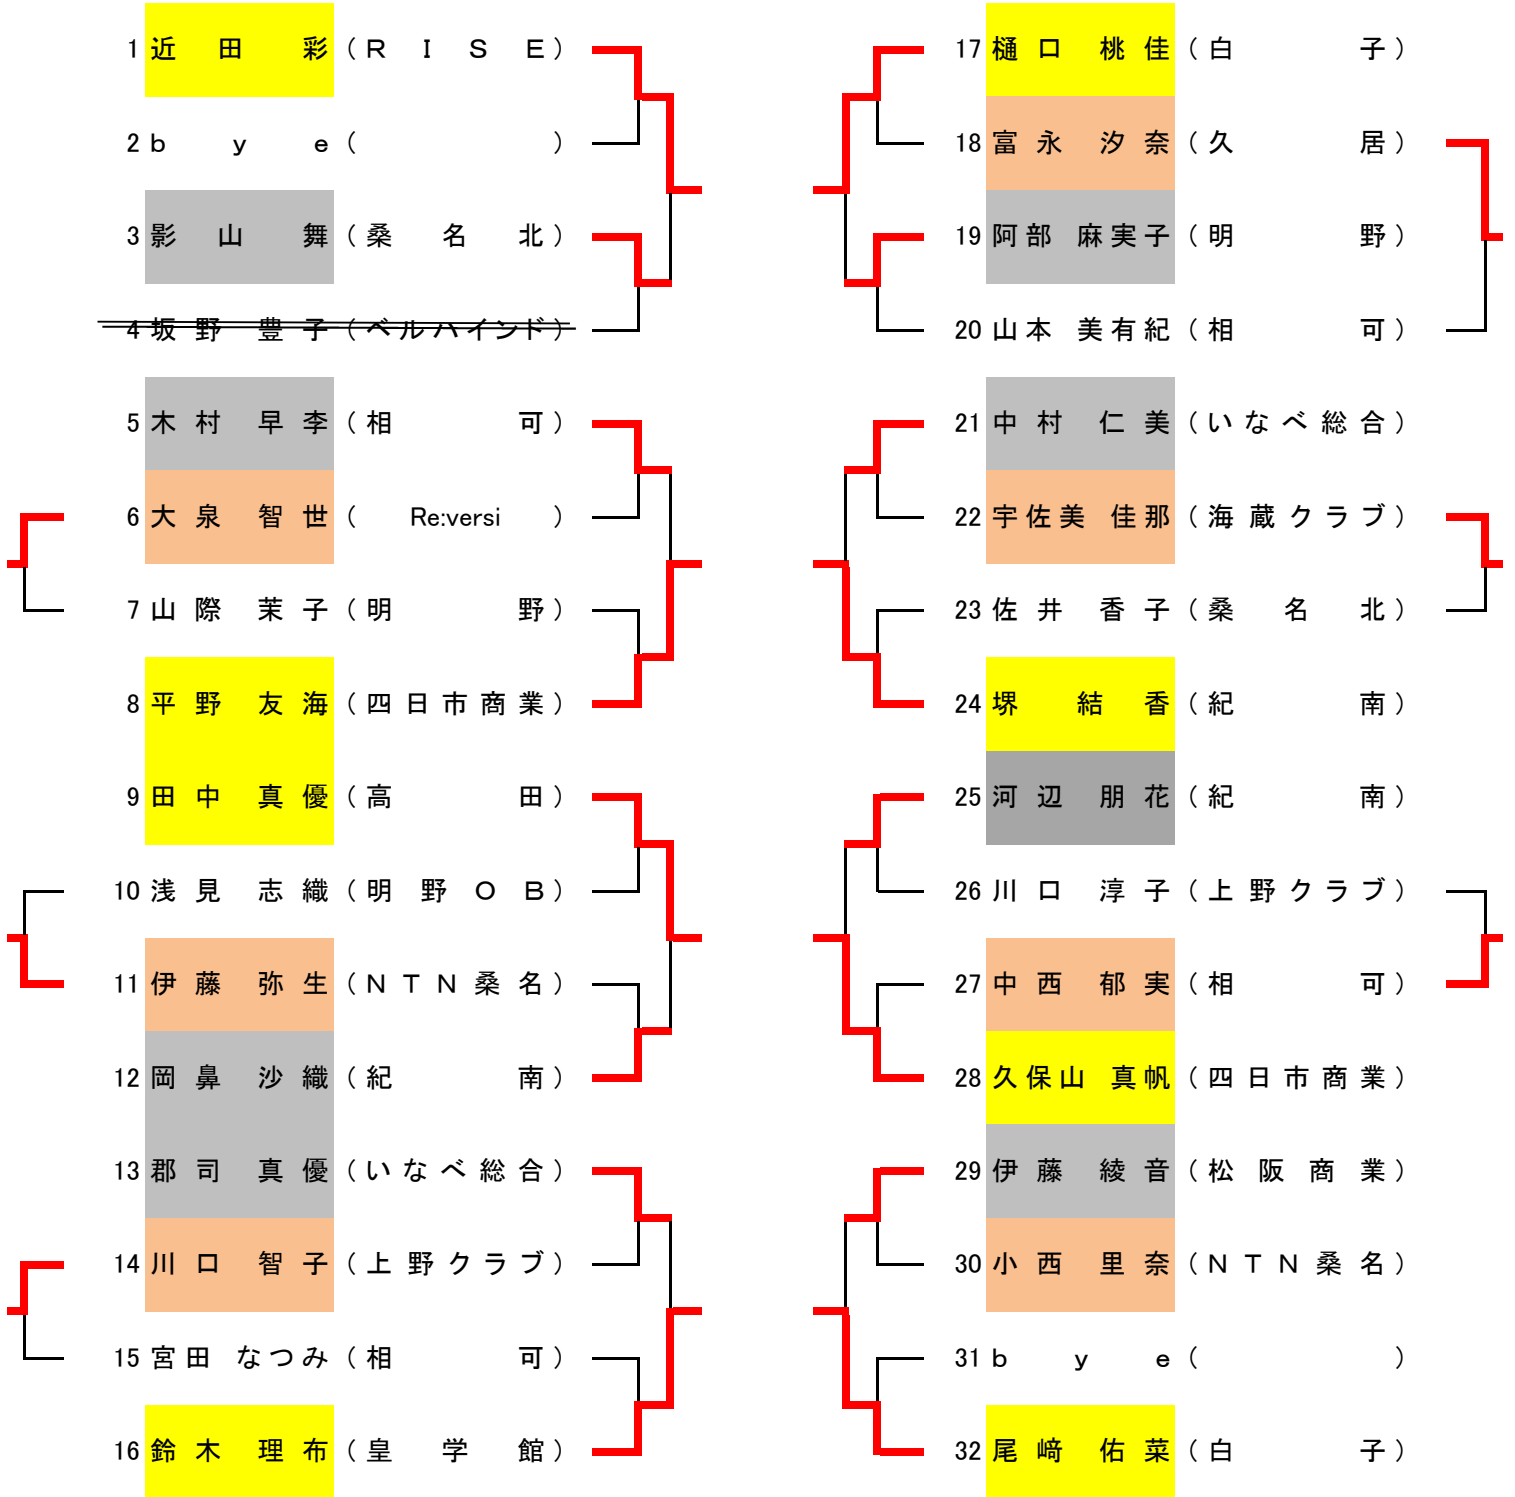 1 近田 彩 (RISE)
2 bye ( )
3 影山 舞 (桑名北)
4 坂野 豊子 (ベルハインド)
5 木村 早李 (相可)
6 大泉 智世 ( Re:versi )
7 山際 茉子 (明野)
8 平野 友海 (四日市商業)
9 田中 真優 (高田)
10 浅見 志織 (明野OB)
11 伊藤 弥生 (NTN桑名)
12 岡鼻 沙織 (紀南)
13 郡司 真優 (いなべ総合)
14 川口 智子 (上野クラブ)
15 宮田 なつみ (相可)
16 鈴木 理布 (皇学館)
17 樋口 桃佳 (白子)
18 富永 汐奈 (久居)
19 阿部 麻実子 (明野)
20 山本 美有紀 (相可)
21 中村 仁美 (いなべ総合)
22 宇佐美 佳那 (海蔵クラブ)
23 佐井 香子 (桑名北)
24 堺 結香 (紀南)
25 河辺 朋花 (紀南)
26 川口 淳子 (上野クラブ)
27 中西 郁実 (相可)
28 久保山 真帆 (四日市商業)
29 伊藤 綾音 (松阪商業)
30 小西 里奈 (NTN桑名)
31 bye ( )
32 尾﨑 佑菜 (白子)